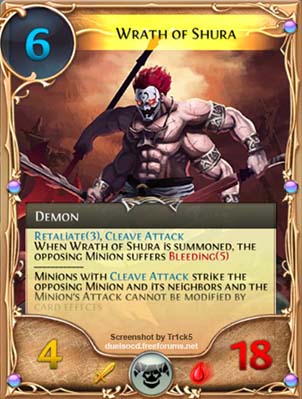 6
WRATH OF SHURA
DEMON
RETALIATE(3), CLEAVE ATTACK
WHEN WRATH OF SHURA IS SUMMONED, THE
OPPOSING MINION SUFFERS BLEEDING(5)
MINIONS WITH CLEAVE ATTACK STRIKE THE
OPPOSING MINION AND ITS NEIGHBORS AND THE
MINION'S ATTACK CANNOT BE MODIFIED BY
CARD EFFECTS
Screenshot by Tr1ck5
duelsocd.freeforums.net
4
18